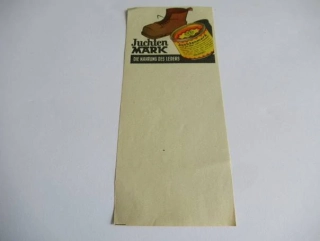 Juchten
MARK
DIE NAHRUNG DES LEDERS